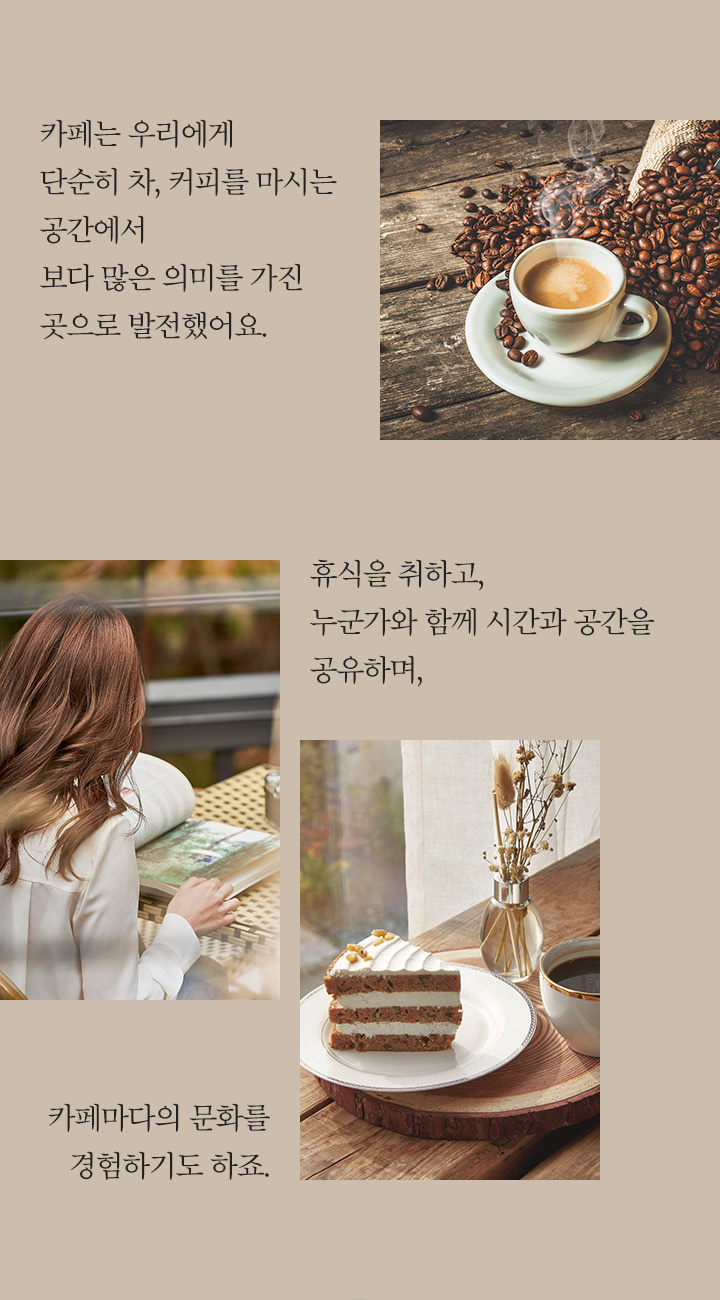 카페는 우리에게
단순히 차, 커피를 마시는
공간에서
보다 많은 의미를 가진
곳으로 발전했어요.
휴식을 취하고,
누군가와 함께 시간과 공간을
공유하며,
카페마다의 문화를
경험하기도 하죠.